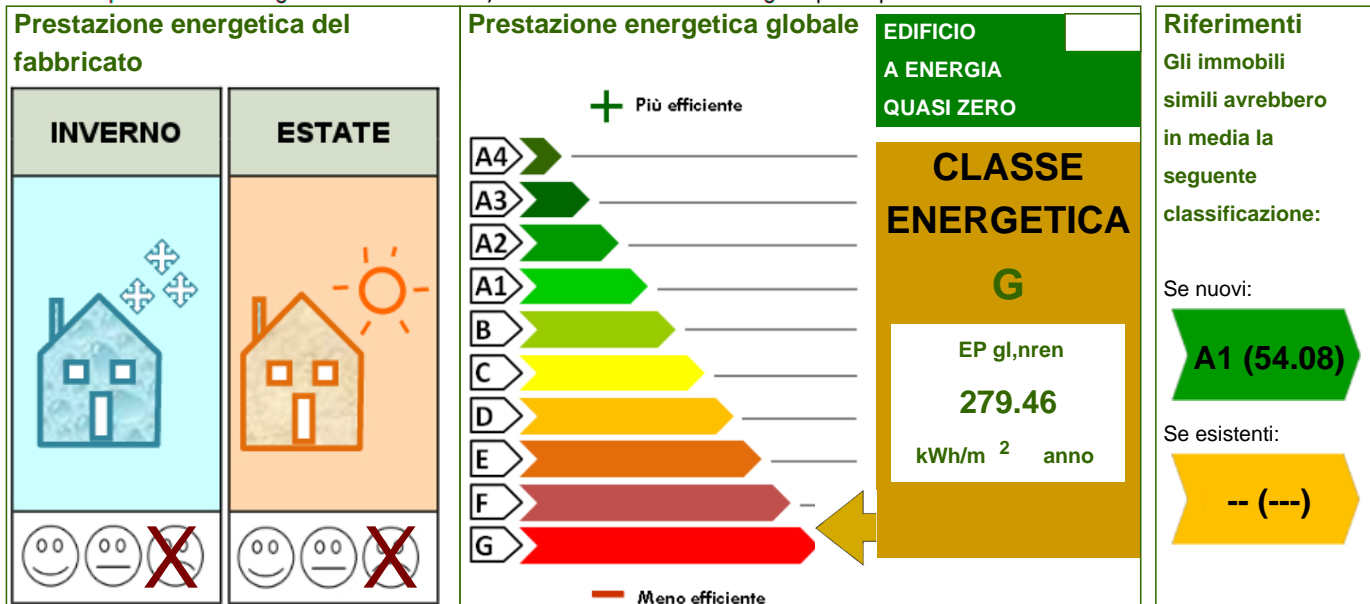 Prestazione energetica del
fabbricato
INVERNO
ESTATE
X
X
Prestazione energetica globale
Più efficiente
A4
A3
A2
A1
B
C
D
E
F
G
Meno efficiente
EDIFICIO
A ENERGIA
QUASI ZERO
CLASSE
ENERGETICA
G
EP gl,nren
279.46
kWh/m 2 anno
Riferimenti
Gli immobili
simili avrebbero
in media la
seguente
classificazione:
Se nuovi:
A1 (54.08)
Se esistenti:
-- (---)